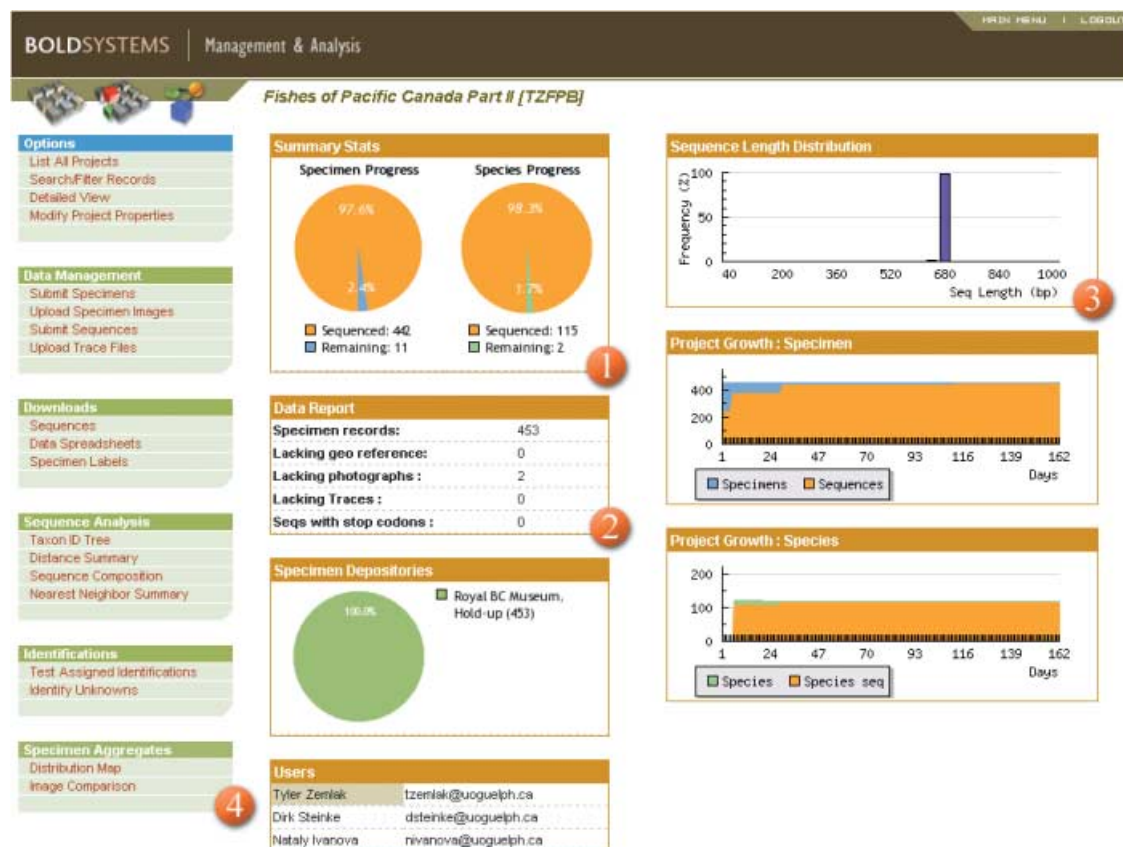 MAIN MENU | LOGOUT
BOLDSYSTEMS | Management & Analysis
Fishes of Pacific Canada Part II [TZFPB]
Options
List All Projects
Search/Filter Records
Detailed View
Modify Project Properties
Data Management
Submit Specimens
Upload Specimen Images
Submit Sequences
Upload Trace Files
Downloads
Sequences
Data Spreadsheets
Specimen Labels
Sequence Analysis
Taxon ID Tree
Distance Summary
Sequence Composition
Nearest Neighbor Summary
Identifications
Test Assigned Identifications
Identify Unknowns
Specimen Aggregates
Distribution Map
Image Comparison
4
Summary Stats
Specimen Progress
97.6%
2.4%
Sequenced: 442
Remaining: 11
Species Progress
98.3%
1.7%
Sequenced: 115
Remaining: 2
1
Data Report
Specimen records: 453
Lacking geo reference: 0
Lacking photographs : 2
Lacking Traces : 0
Seqs with stop codons : 0
2
Specimen Depositories
100.0%
Royal BC Museum,
Hold-up (453)
Users
Tyler Zemlak tzemlak@uoguelph.ca
Dirk Steinke dsteinke@uoguelph.ca
Nataly Ivanova nivanova@uoguelph.ca
Sequence Length Distribution
Frequency (%)
100
50
0
40 200 360 520 680 840 1000
Seq Length (bp)
3
Project Growth : Specimen
400
200
0
1 24 47 70 93 116 139 162
Days
Specimens Sequences
Project Growth : Species
200
100
0
1 24 47 70 93 116 139 162
Days
Species Species seq